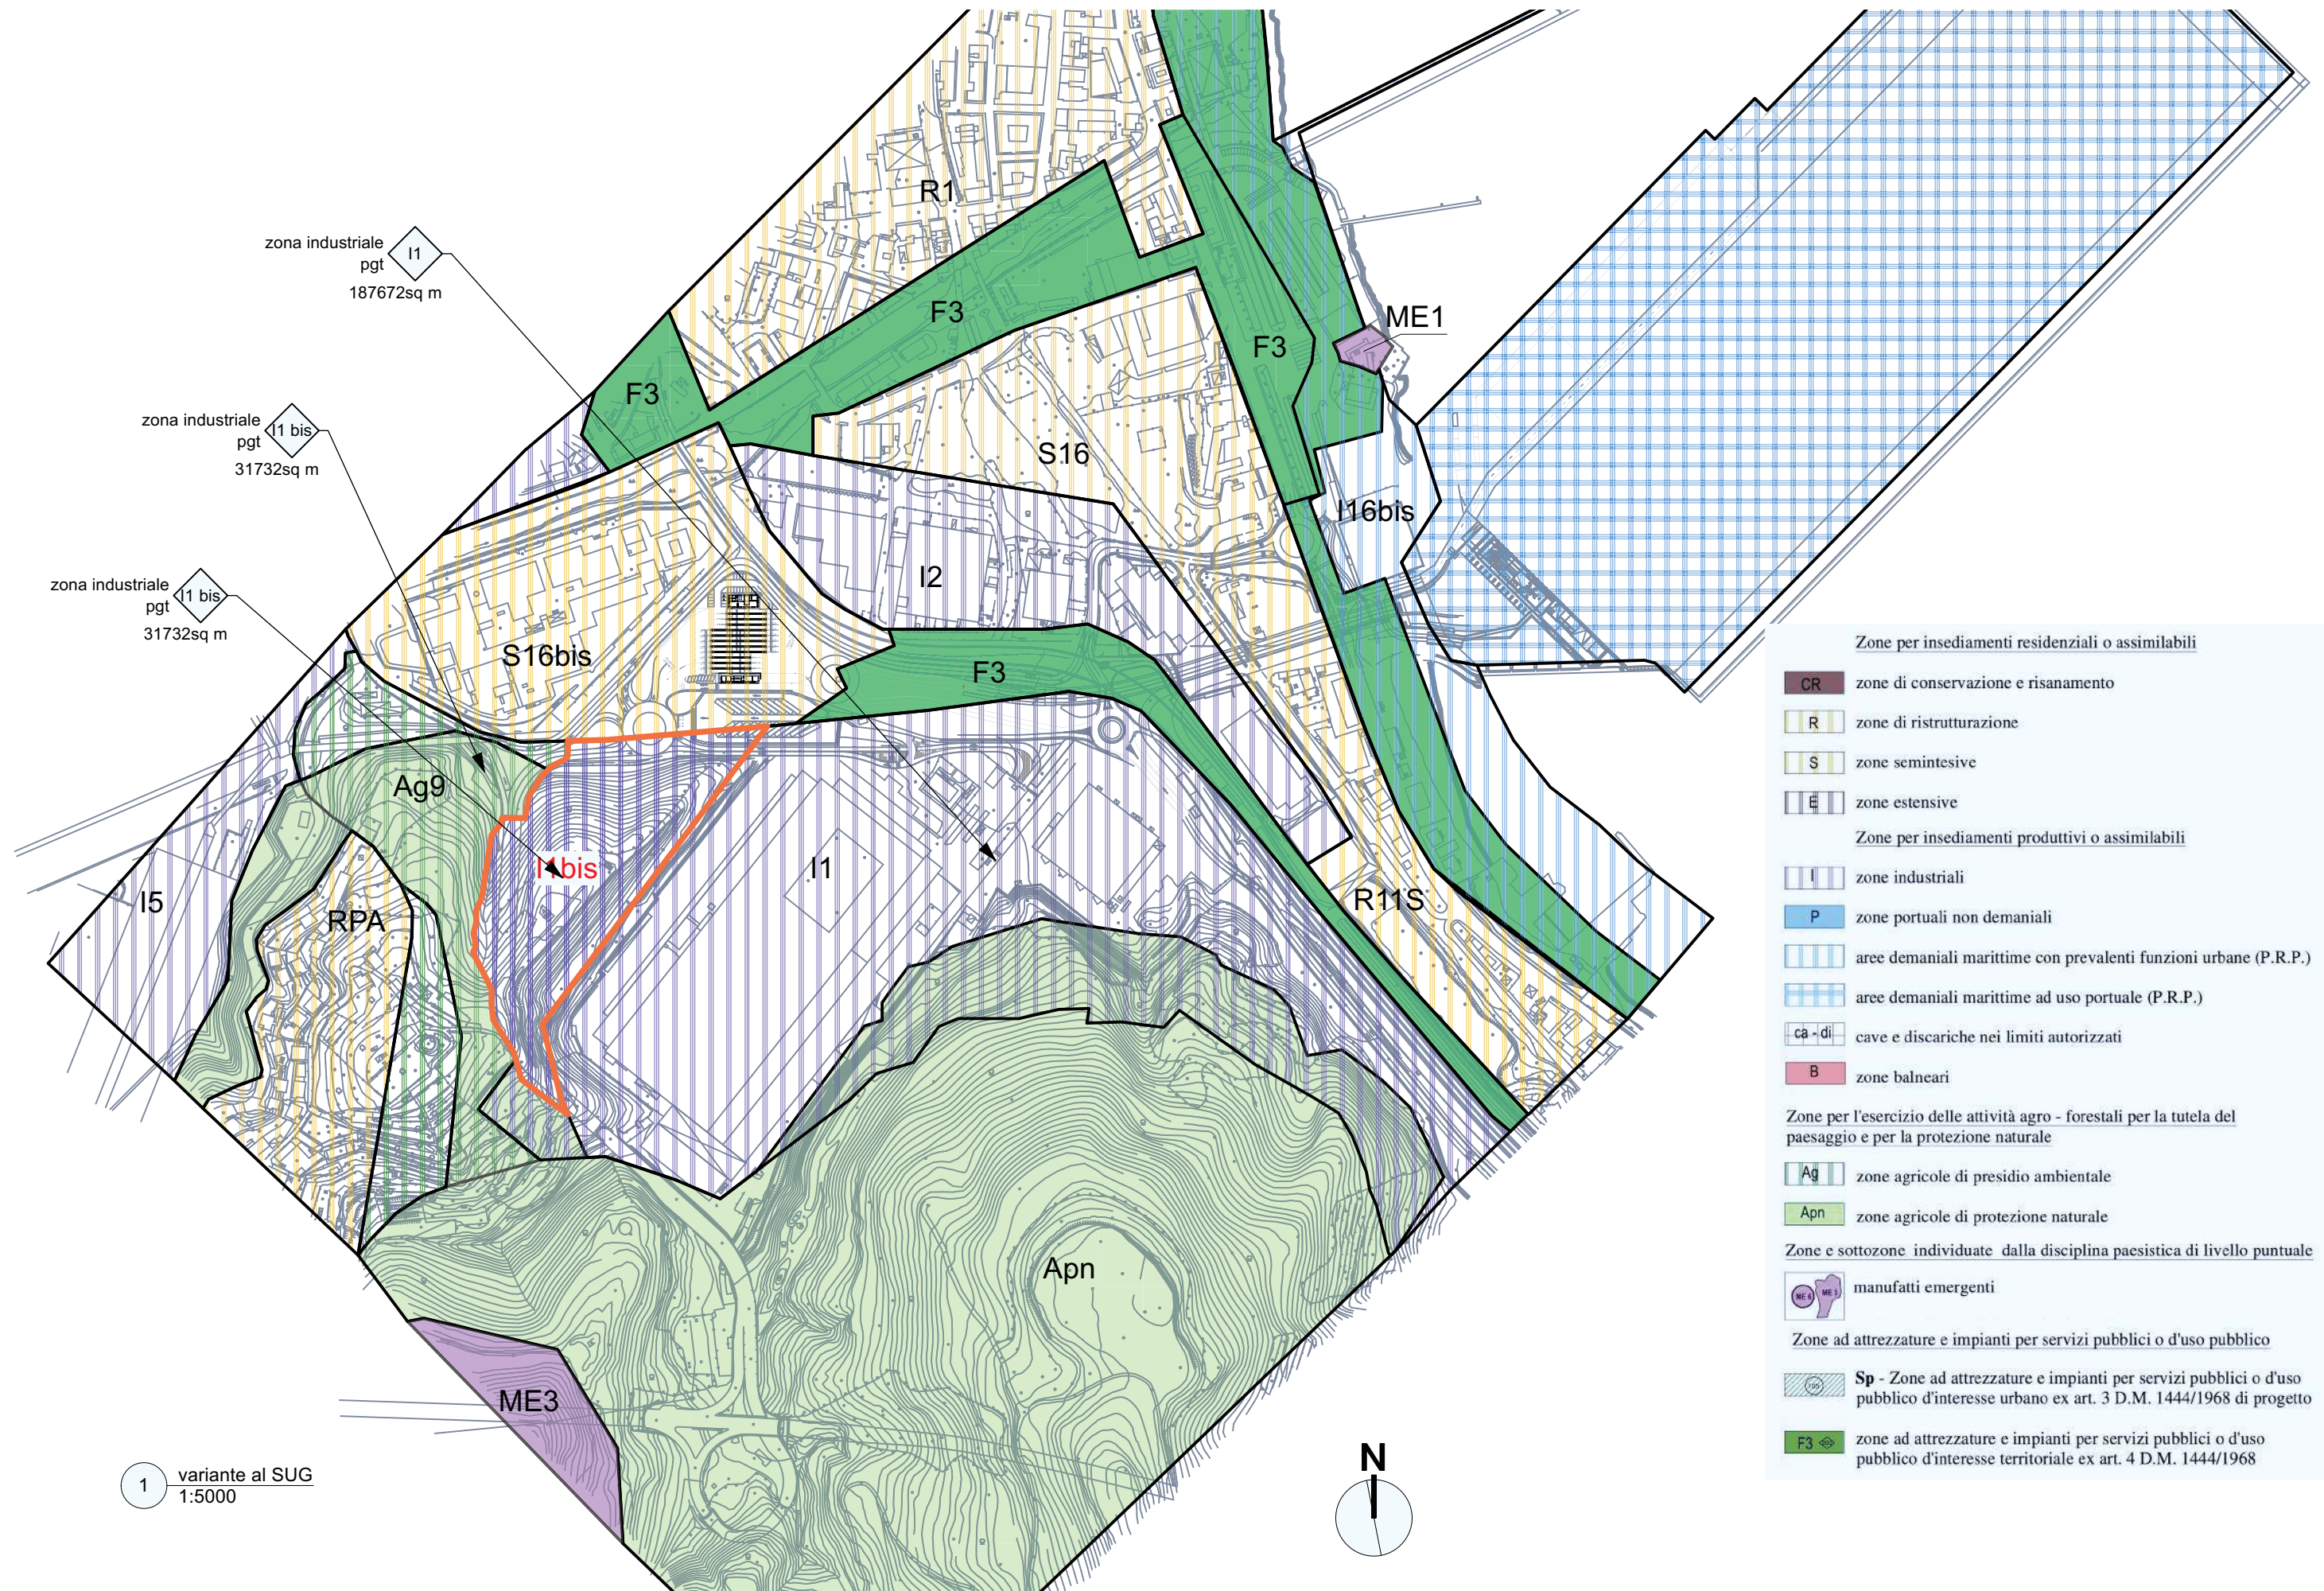 R1
zona industriale
pgt
I1
187672sq m
F3
ME1
F3
F3
zona industriale
pgt
I1 bis
31732sq m
S16
I16bis
zona industriale
pgt
I1 bis
31732sq m
I2
S16bis
F3
Ag9
I1bis
I1
I5
RPA
R11S
Apn
ME3
1
variante al SUG
1:5000
N
Zone per insediamenti residenziali o assimilabili
CR
zone di conservazione e risanamento
R
zone di ristrutturazione
S
zone semintesive
E
zone estensive
Zone per insediamenti produttivi o assimilabili
I
zone industriali
P
zone portuali non demaniali
aree demaniali marittime con prevalenti funzioni urbane (P.R.P.)
aree demaniali marittime ad uso portuale (P.R.P.)
ca - di
cave e discariche nei limiti autorizzati
B
zone balneari
Zone per l'esercizio delle attività agro - forestali per la tutela del
paesaggio e per la protezione naturale
Ag
zone agricole di presidio ambientale
Apn
zone agricole di protezione naturale
Zone e sottozone individuate dalla disciplina paesistica di livello puntuale
ME 6
ME 3
manufatti emergenti
Zone ad attrezzature e impianti per servizi pubblici o d'uso pubblico
Sp - Zone ad attrezzature e impianti per servizi pubblici o d'uso
pubblico d'interesse urbano ex art. 3 D.M. 1444/1968 di progetto
F3
zone ad attrezzature e impianti per servizi pubblici o d'uso
pubblico d'interesse territoriale ex art. 4 D.M. 1444/1968